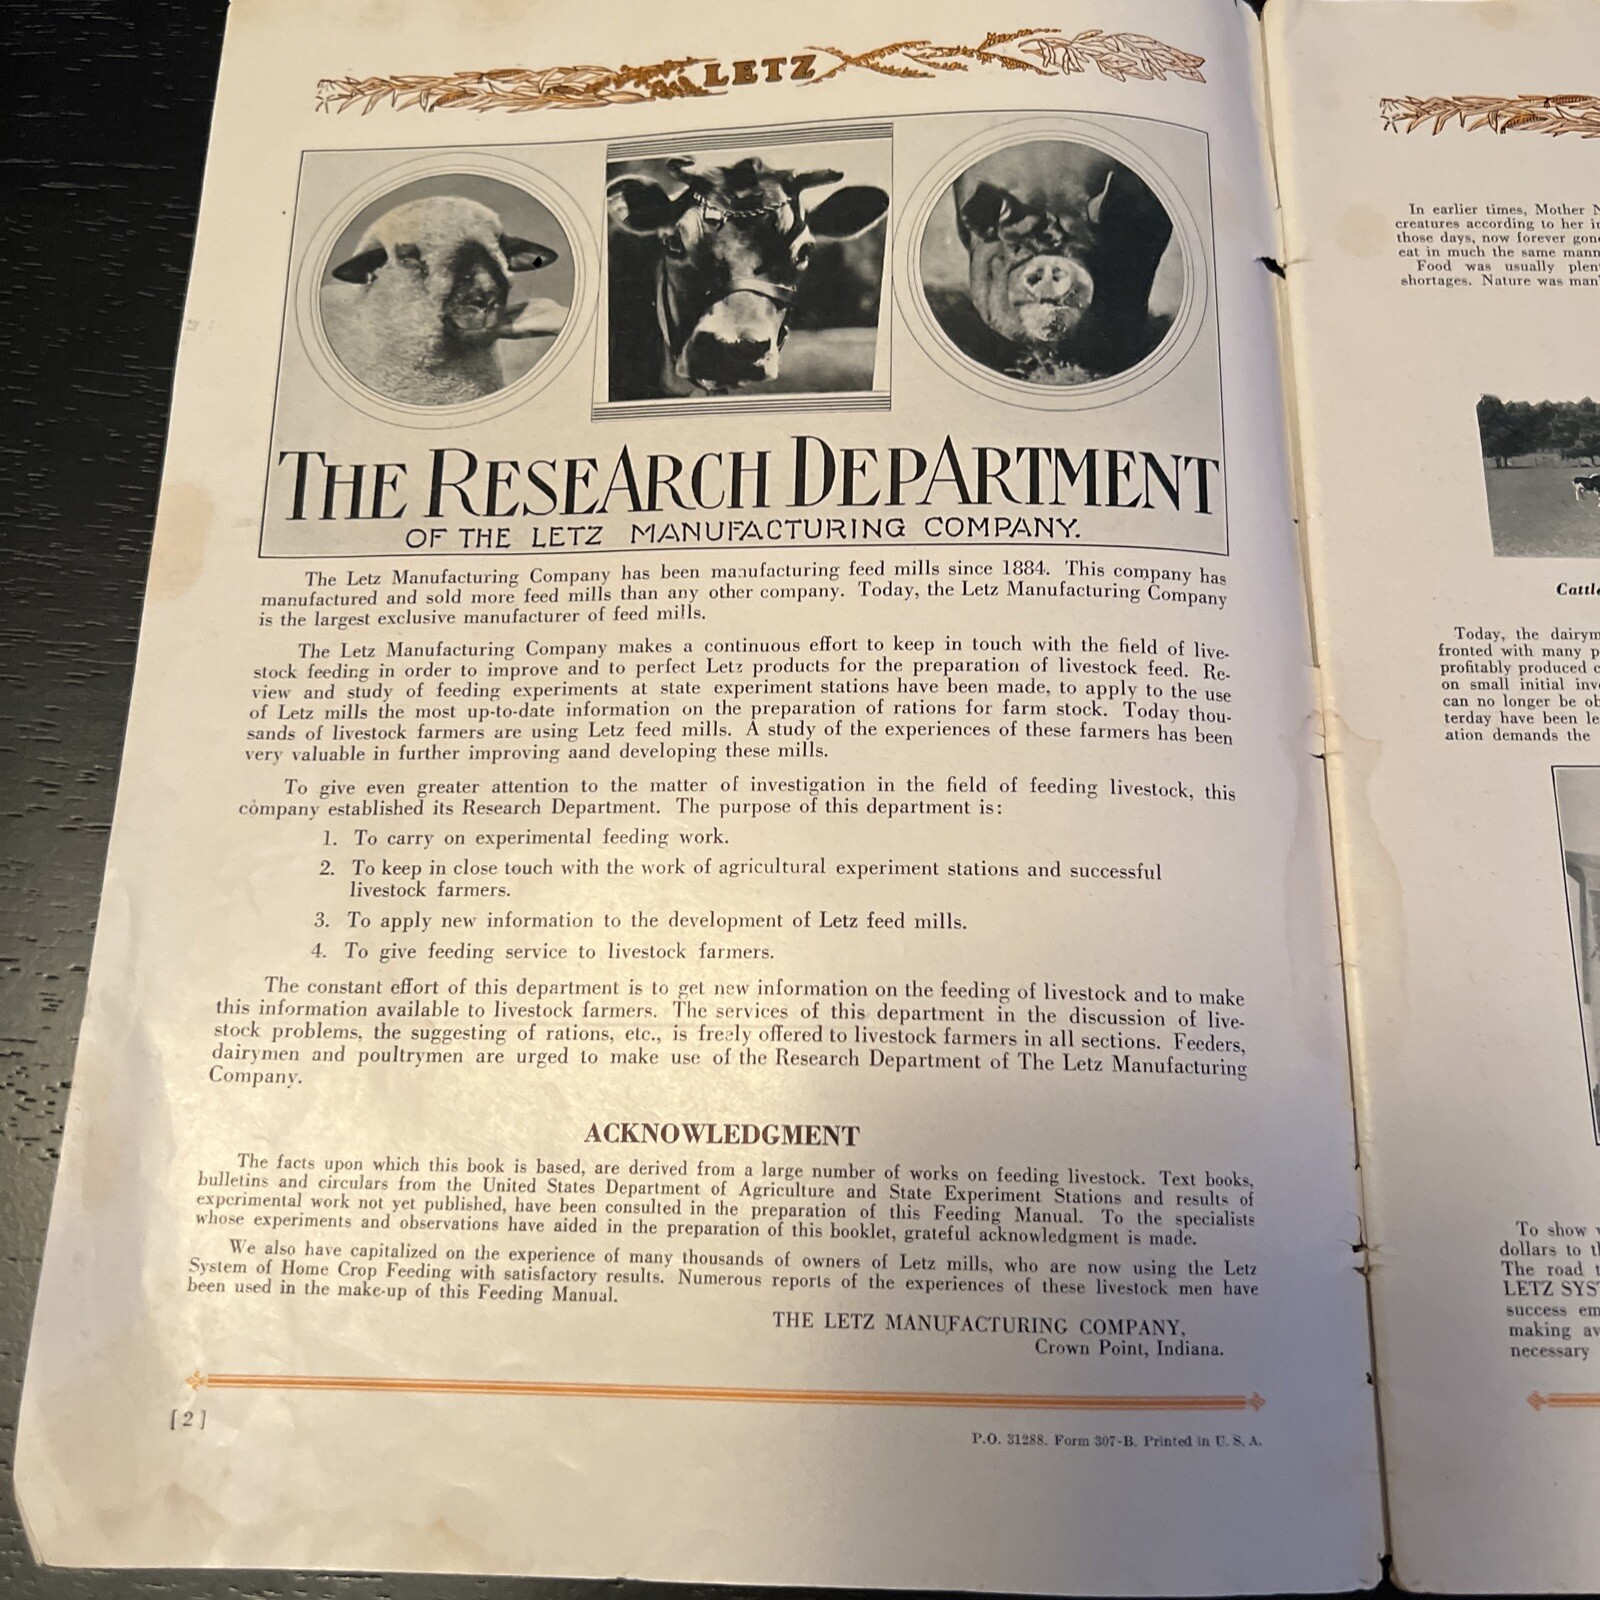 LETZ
THE RESEARCH DEPARTMENT
OF THE LETZ MANUFACTURING COMPANY.
The Letz Manufacturing Company has been manufacturing feed mills since 1884. This company has
manufactured and sold more feed mills than any other company. Today, the Letz Manufacturing Company
is the largest exclusive manufacturer of feed mills.
The Letz Manufacturing Company makes a continuous effort to keep in touch with the field of live-
stock feeding in order to improve and to perfect Letz products for the preparation of livestock feed. Re-
view and study of feeding experiments at state experiment stations have been made, to apply to the use
of Letz mills the most up-to-date information on the preparation of rations for farm stock. Today thou-
sands of livestock farmers are using Letz feed mills. A study of the experiences of these farmers has been
very valuable in further improving aand developing these mills.
To give even greater attention to the matter of investigation in the field of feeding livestock, this
company established its Research Department. The purpose of this department is:
1. To carry on experimental feeding work.
2. To keep in close touch with the work of agricultural experiment stations and successful
livestock farmers.
3. To apply new information to the development of Letz feed mills.
4. To give feeding service to livestock farmers.
The constant effort of this department is to get new information on the feeding of livestock and to make
this information available to livestock farmers. The services of this department in the discussion of live-
stock problems, the suggesting of rations, etc., is freely offered to livestock farmers in all sections. Feeders,
dairymen and poultrymen are urged to make use of the Research Department of The Letz Manufacturing
Company.
ACKNOWLEDGMENT
The facts upon which this book is based, are derived from a large number of works on feeding livestock. Text books,
bulletins and circulars from the United States Department of Agriculture and State Experiment Stations and results of
experimental work not yet published, have been consulted in the preparation of this Feeding Manual. To the specialists
whose experiments and observations have aided in the preparation of this booklet, grateful acknowledgment is made.
We also have capitalized on the experience of many thousands of owners of Letz mills, who are now using the Letz
System of Home Crop Feeding with satisfactory results. Numerous reports of the experiences of these livestock men have
been used in the make-up of this Feeding Manual.
THE LETZ MANUFACTURING COMPANY,
Crown Point, Indiana.
[2]
P.O. 31288. Form 307-B. Printed in U. S. A.
In earlier times, Mother
creatures according to her
those days, now forever
eat in much the same
Food was usually
shortages. Nature was
Today, the
fronted with many
profitably produced
on small initial
can no longer be
terday have been
ation demands the
To show
dollars to
The road
LETZ
success
making
necessary